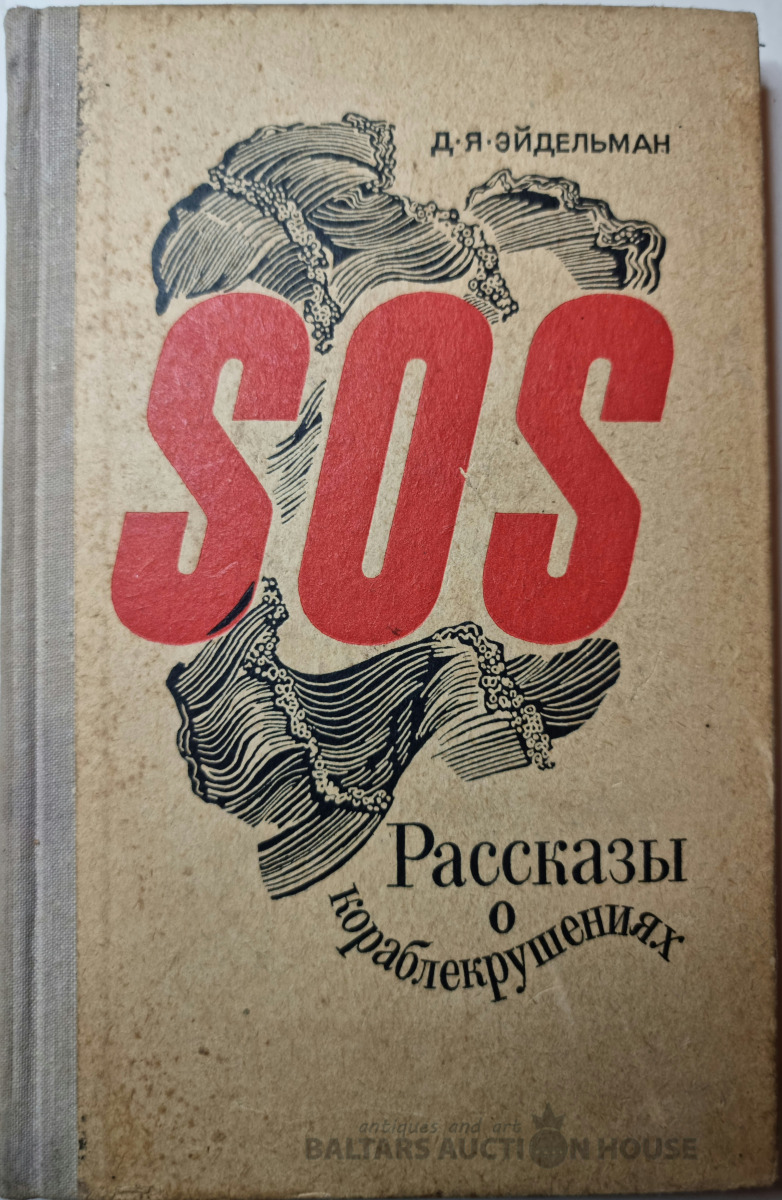 Д·Я·ЭЙДЕЛЬМАН
SOS
Рассказы
о
кораблекрушениях
antiques and art
BALTARS AUCTION HOUSE